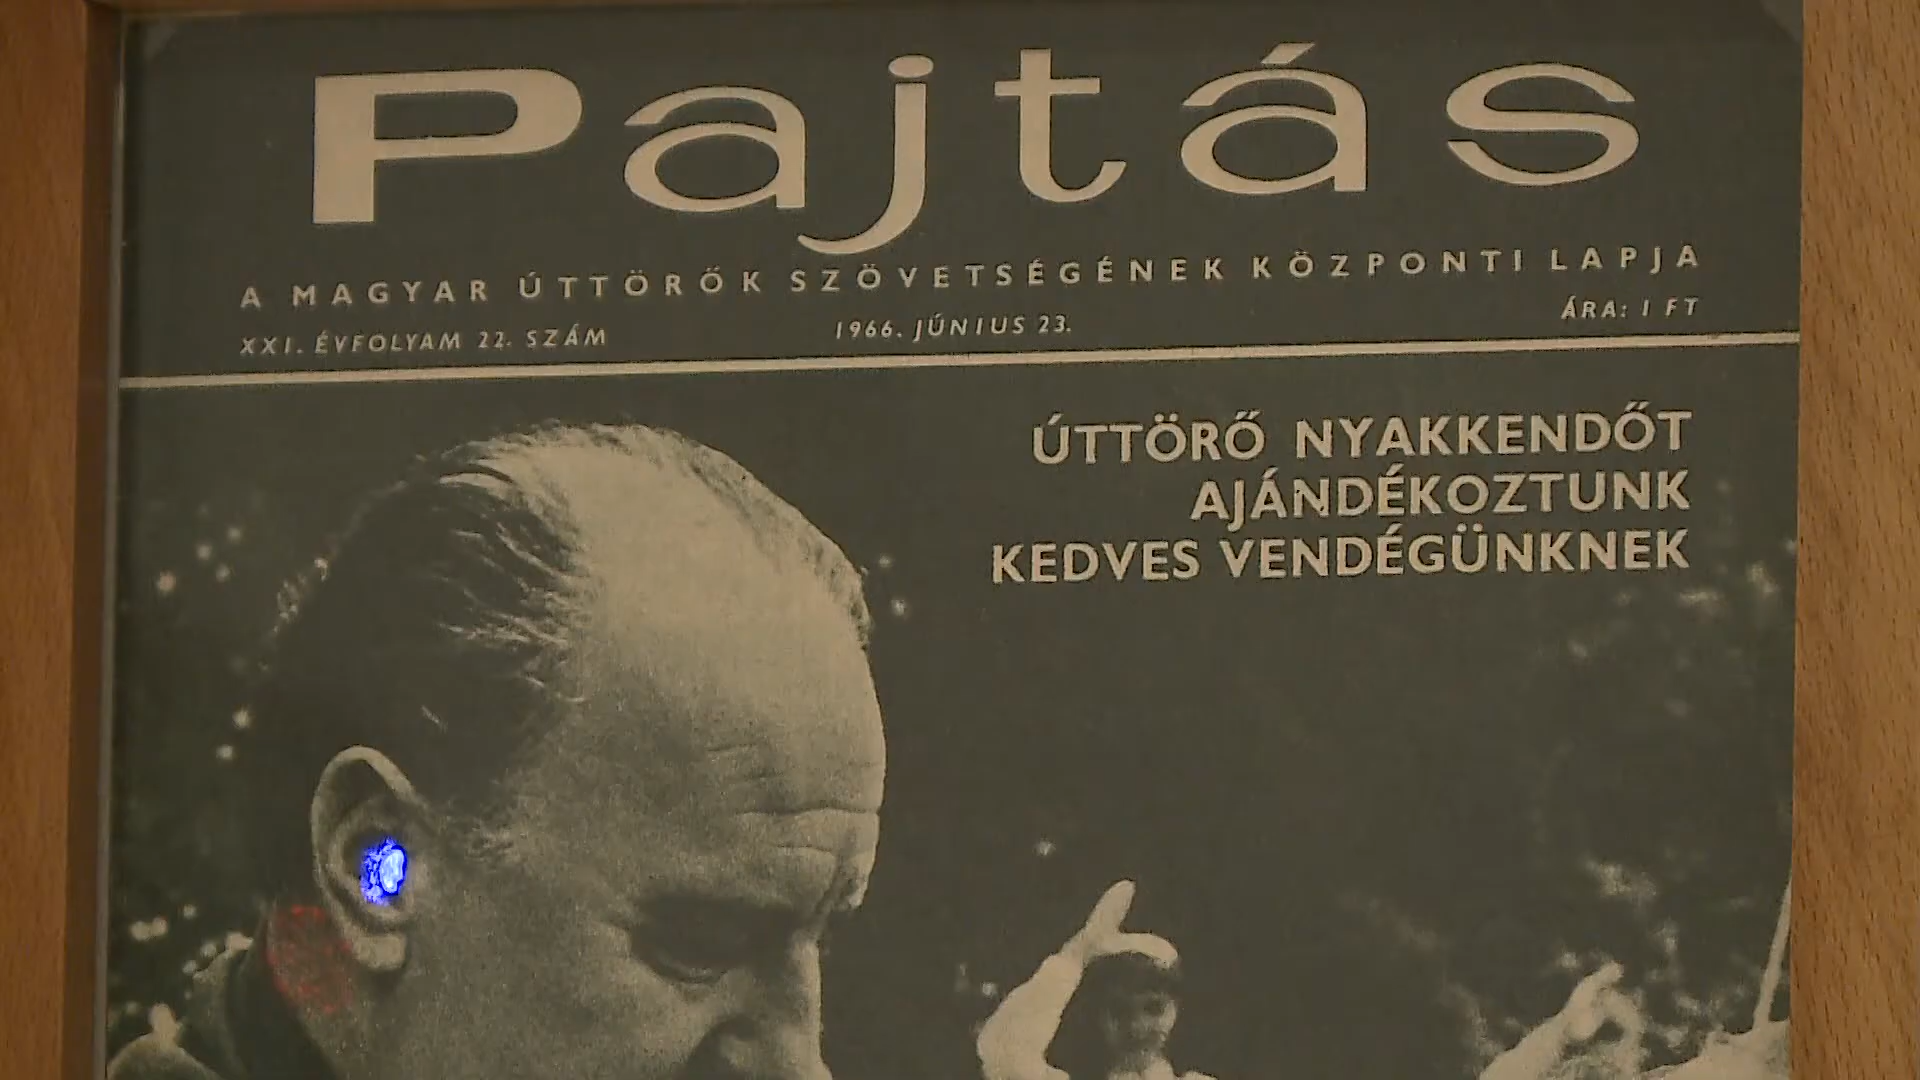 Pajtás
A MAGYAR ÚTTÖRŐK SZÖVETSÉGÉNEK KÖZPONTI LAPJA
XXI. ÉVFOLYAM 22. SZÁM 1966. JÚNIUS 23. ÁRA: 1 FT
ÚTTÖRŐ NYAKKENDŐT
AJÁNDÉKOZTUNK
KEDVES VENDÉGÜNKNEK